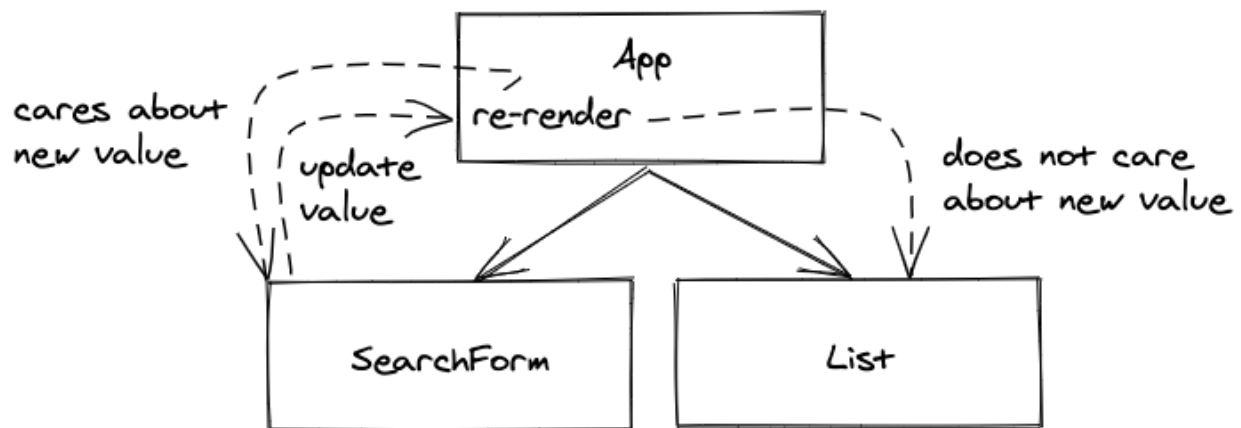 App
cares about
new value
re-render
update
value
does not care
about new value
SearchForm
List